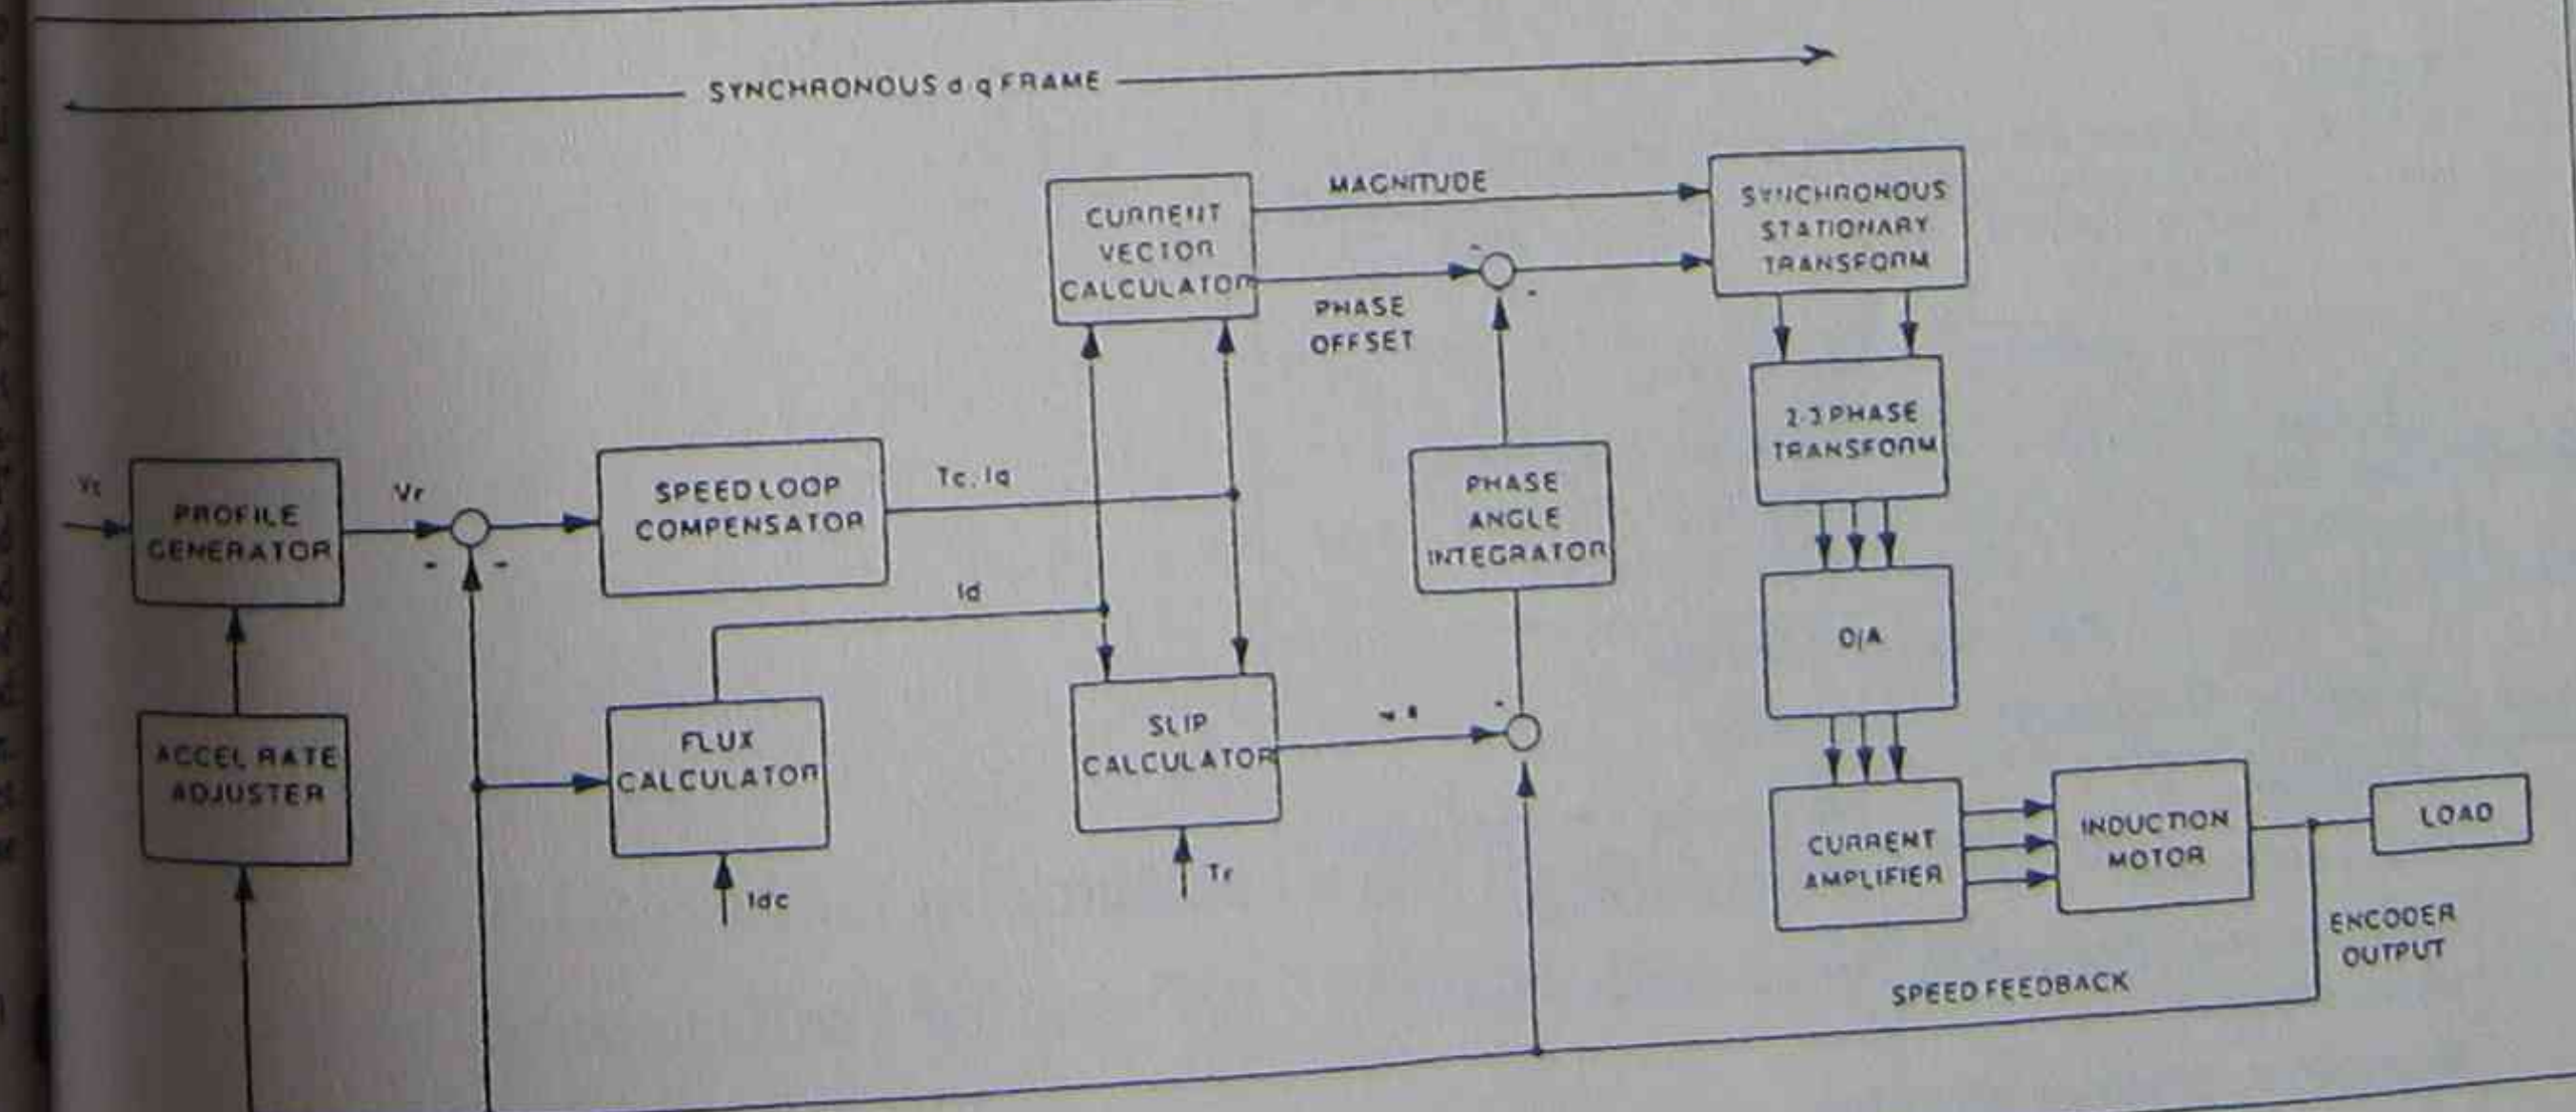 SYNCHRONOUS d q FRAME
CURRENT
VECTOR
CALCULATOR
MAGNITUDE
PHASE
OFFSET
SYNCHRONOUS
STATIONARY
TRANSFORM
2-3 PHASE
TRANSFORM
PROFILE
GENERATOR
Vr
SPEED LOOP
COMPENSATOR
Tc, Iq
PHASE
ANGLE
INTEGRATOR
Id
D/A
ACCEL RATE
ADJUSTER
FLUX
CALCULATOR
SLIP
CALCULATOR
Idc
Tr
CURRENT
AMPLIFIER
INDUCTION
MOTOR
LOAD
ENCODER
OUTPUT
SPEED FEEDBACK